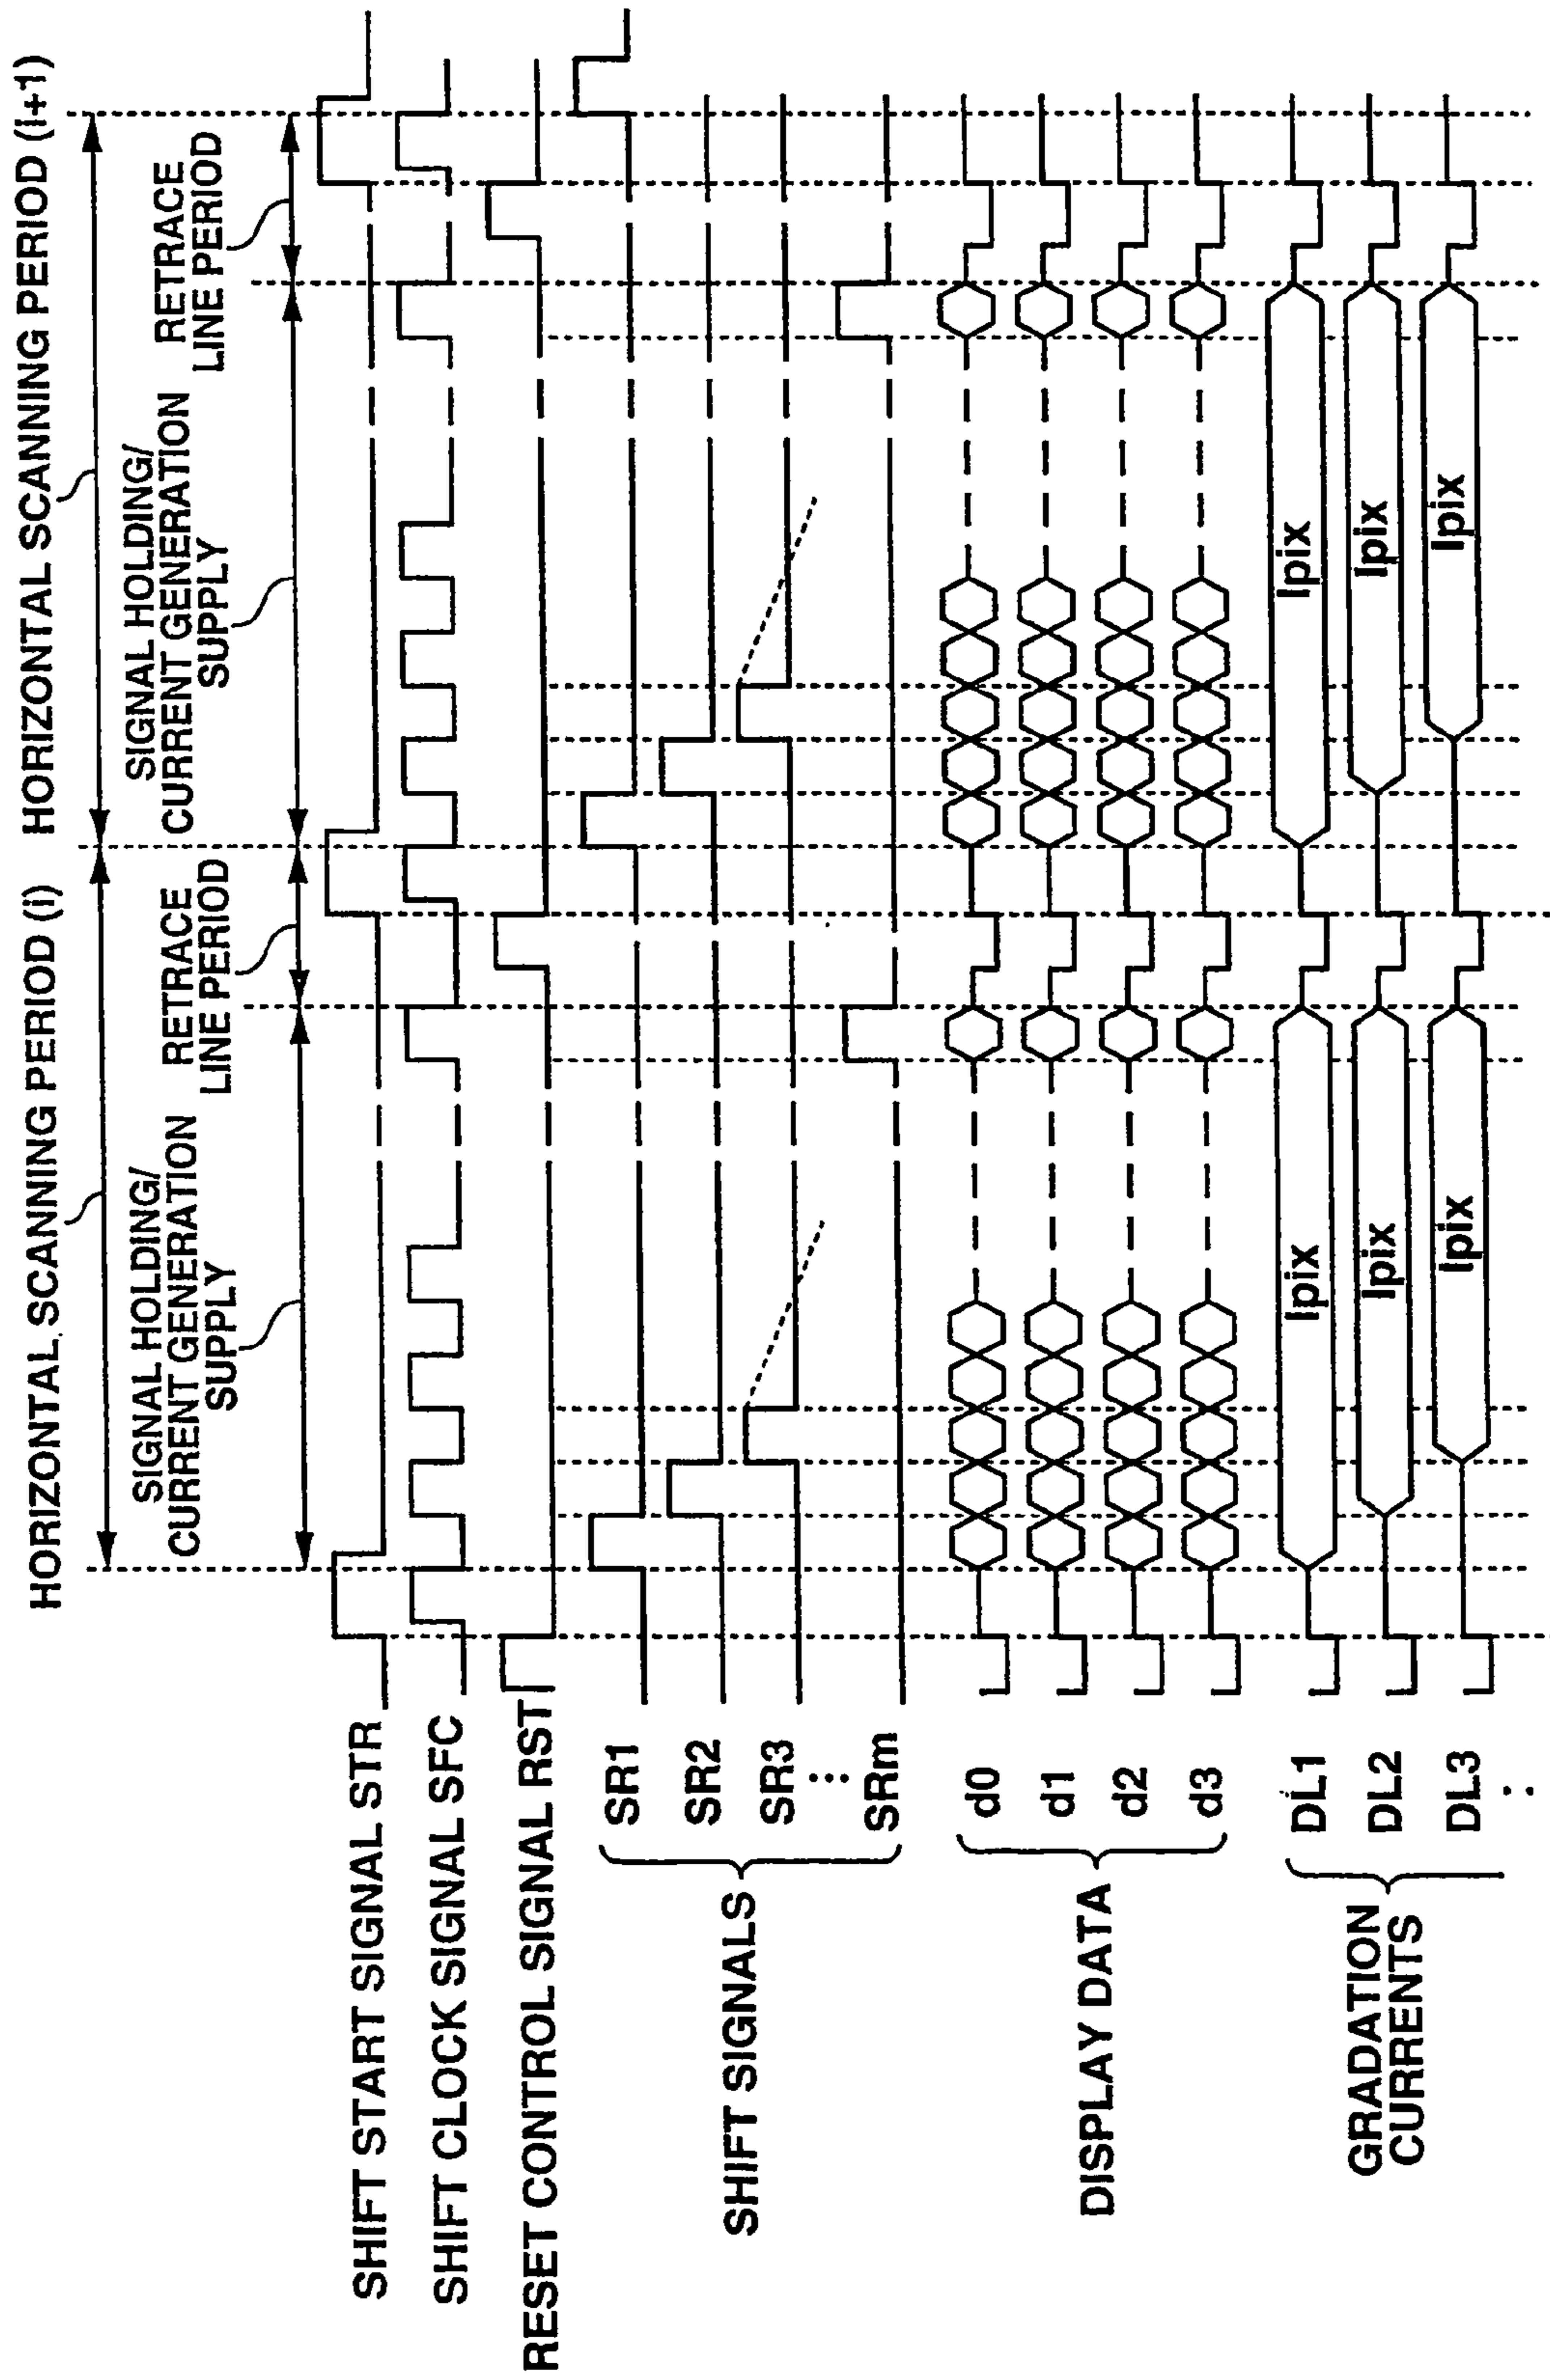 HORIZONTAL SCANNING PERIOD (i)
HORIZONTAL SCANNING PERIOD (i+1)
SIGNAL HOLDING/
CURRENT GENERATION
SUPPLY
RETRACE
LINE PERIOD
SIGNAL HOLDING/
CURRENT GENERATION
SUPPLY
RETRACE
LINE PERIOD
SHIFT START SIGNAL STR
SHIFT CLOCK SIGNAL SFC
RESET CONTROL SIGNAL RST
SHIFT SIGNALS
SR1
SR2
SR3
⋮
SRm
DISPLAY DATA
d0
d1
d2
d3
GRADATION
CURRENTS
DL1
Ipix
Ipix
DL2
Ipix
Ipix
DL3
Ipix
Ipix
⋮